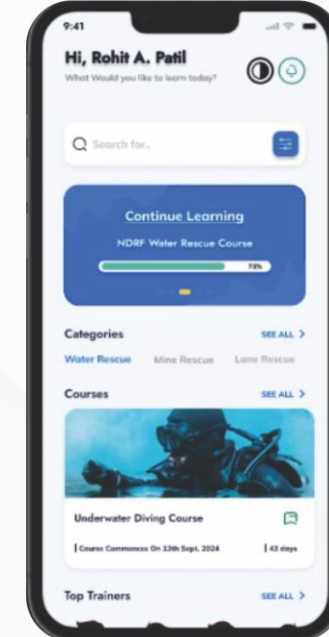 9:41
Hi, Rohit A. Patil
What Would you like to learn today?
Search for..
Continue Learning
NDRF Water Rescue Course
73%
Categories
SEE ALL
Water Rescue Mine Rescue Lane Rescue
Courses
SEE ALL
Underwater Diving Course
Course Commences On 13th Sept, 2024
43 days
Top Trainers
SEE ALL